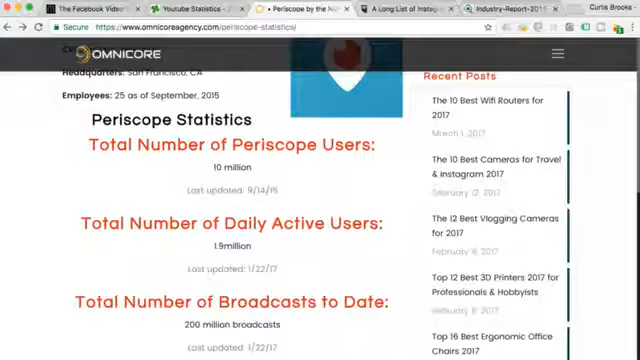 The Facebook Video
Youtube Statistics
Periscope by the N
A Long List of Instag
Industry-Report-201
Curtis Brooks
Secure
https://www.omnicoreagency.com/periscope-statistics/
OMNICORE
Headquarters: San Francisco, CA
Employees: 25 as of September, 2015
Periscope Statistics
Total Number of Periscope Users:
10 million
Last updated: 9/14/15
Total Number of Daily Active Users:
1.9million
Last updated: 1/22/17
Total Number of Broadcasts to Date:
200 million broadcasts
Last updated: 1/22/17
Recent Posts
The 10 Best Wifi Routers for
2017
March 1, 2017
The 10 Best Cameras for Travel
& Instagram 2017
February 12, 2017
The 12 Best Vlogging Cameras
for 2017
Top 12 Best 3D Printers 2017 for
Professionals & Hobbyists
Top 16 Best Ergonomic Office
Chairs 2017